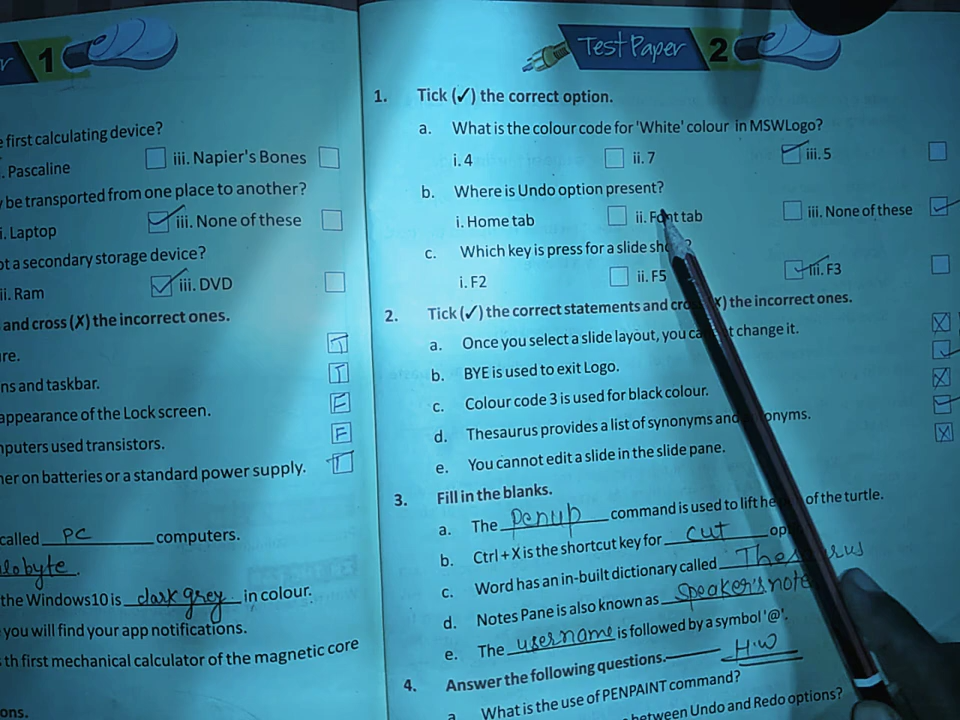 1
Test Paper 2
first calculating device?
Pascaline iii. Napier's Bones
be transported from one place to another?
i. Laptop iii. None of these
a secondary storage device?
ii. Ram iii. DVD
and cross (✗) the incorrect ones.
T
ns and taskbar. T
appearance of the Lock screen. F
mputers used transistors. F
her on batteries or a standard power supply. T
called PC computers.
the Windows10 is dark grey in colour.
you will find your app notifications.
th first mechanical calculator of the magnetic core
ons.
1. Tick (✓) the correct option.
a. What is the colour code for 'White' colour in MSWLogo?
i. 4 ii. 7 ✓ iii. 5
b. Where is Undo option present?
i. Home tab ii. Font tab iii. None of these ✓
c. Which key is press for a slide
i. F2 ii. F5 ✓ iii. F3
2. Tick (✓) the correct statements and (✗) the incorrect ones.
a. Once you select a slide layout, you change it. ✗
b. BYE is used to exit Logo. ✓
c. Colour code 3 is used for black colour. ✗
d. Thesaurus provides a list of synonyms and ✓
e. You cannot edit a slide in the slide pane. ✗
3. Fill in the blanks.
a. The Penup command is used to lift of the turtle.
b. Ctrl + X is the shortcut key for cut
c. Word has an in-built dictionary called Thesaurus
d. Notes Pane is also known as speaker's note
e. The username is followed by a symbol '@'.
4. Answer the following questions. H.W
a. What is the use of PENPAINT command?
between Undo and Redo options?